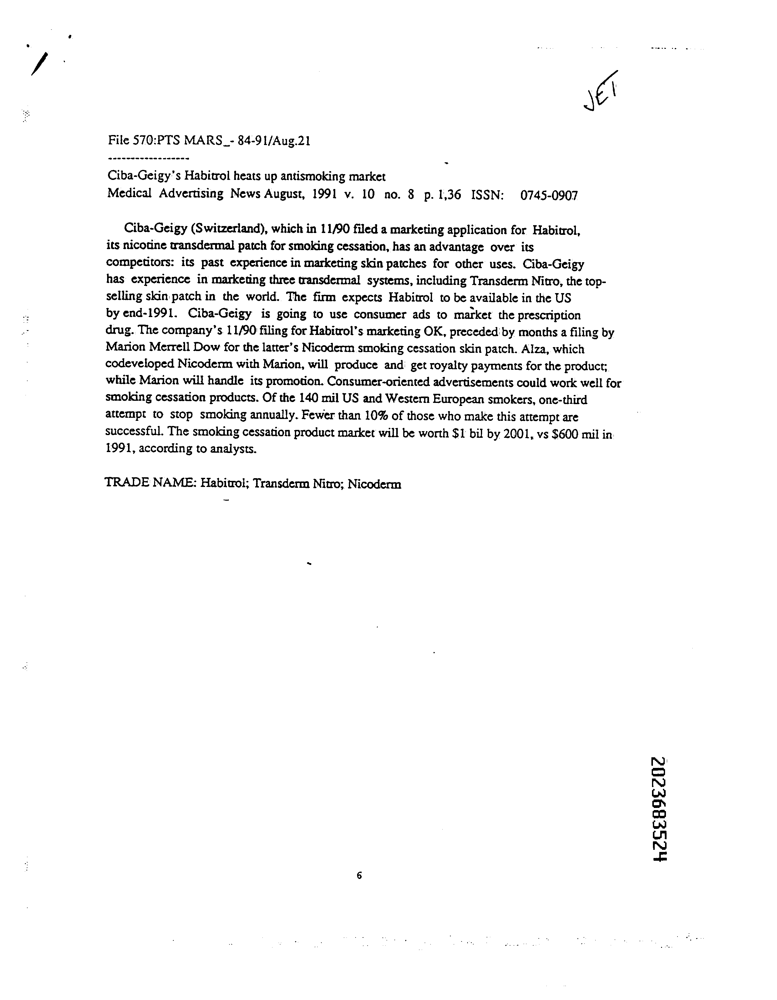 JET
File 570:PTS MARS_- 84-91/Aug.21
------------------
Ciba-Geigy's Habitrol heats up antismoking market
Medical Advertising News August, 1991 v. 10 no. 8 p. 1,36 ISSN: 0745-0907
Ciba-Geigy (Switzerland), which in 11/90 filed a marketing application for Habitrol,
its nicotine transdermal patch for smoking cessation, has an advantage over its
competitors: its past experience in marketing skin patches for other uses. Ciba-Geigy
has experience in marketing three transdermal systems, including Transderm Nitro, the top-
selling skin patch in the world. The firm expects Habitrol to be available in the US
by end-1991. Ciba-Geigy is going to use consumer ads to market the prescription
drug. The company's 11/90 filing for Habitrol's marketing OK, preceded by months a filing by
Marion Merrell Dow for the latter's Nicoderm smoking cessation skin patch. Alza, which
codeveloped Nicoderm with Marion, will produce and get royalty payments for the product;
while Marion will handle its promotion. Consumer-oriented advertisements could work well for
smoking cessation products. Of the 140 mil US and Western European smokers, one-third
attempt to stop smoking annually. Fewer than 10% of those who make this attempt are
successful. The smoking cessation product market will be worth $1 bil by 2001, vs $600 mil in
1991, according to analysts.
TRADE NAME: Habitrol; Transderm Nitro; Nicoderm
2023683524
6